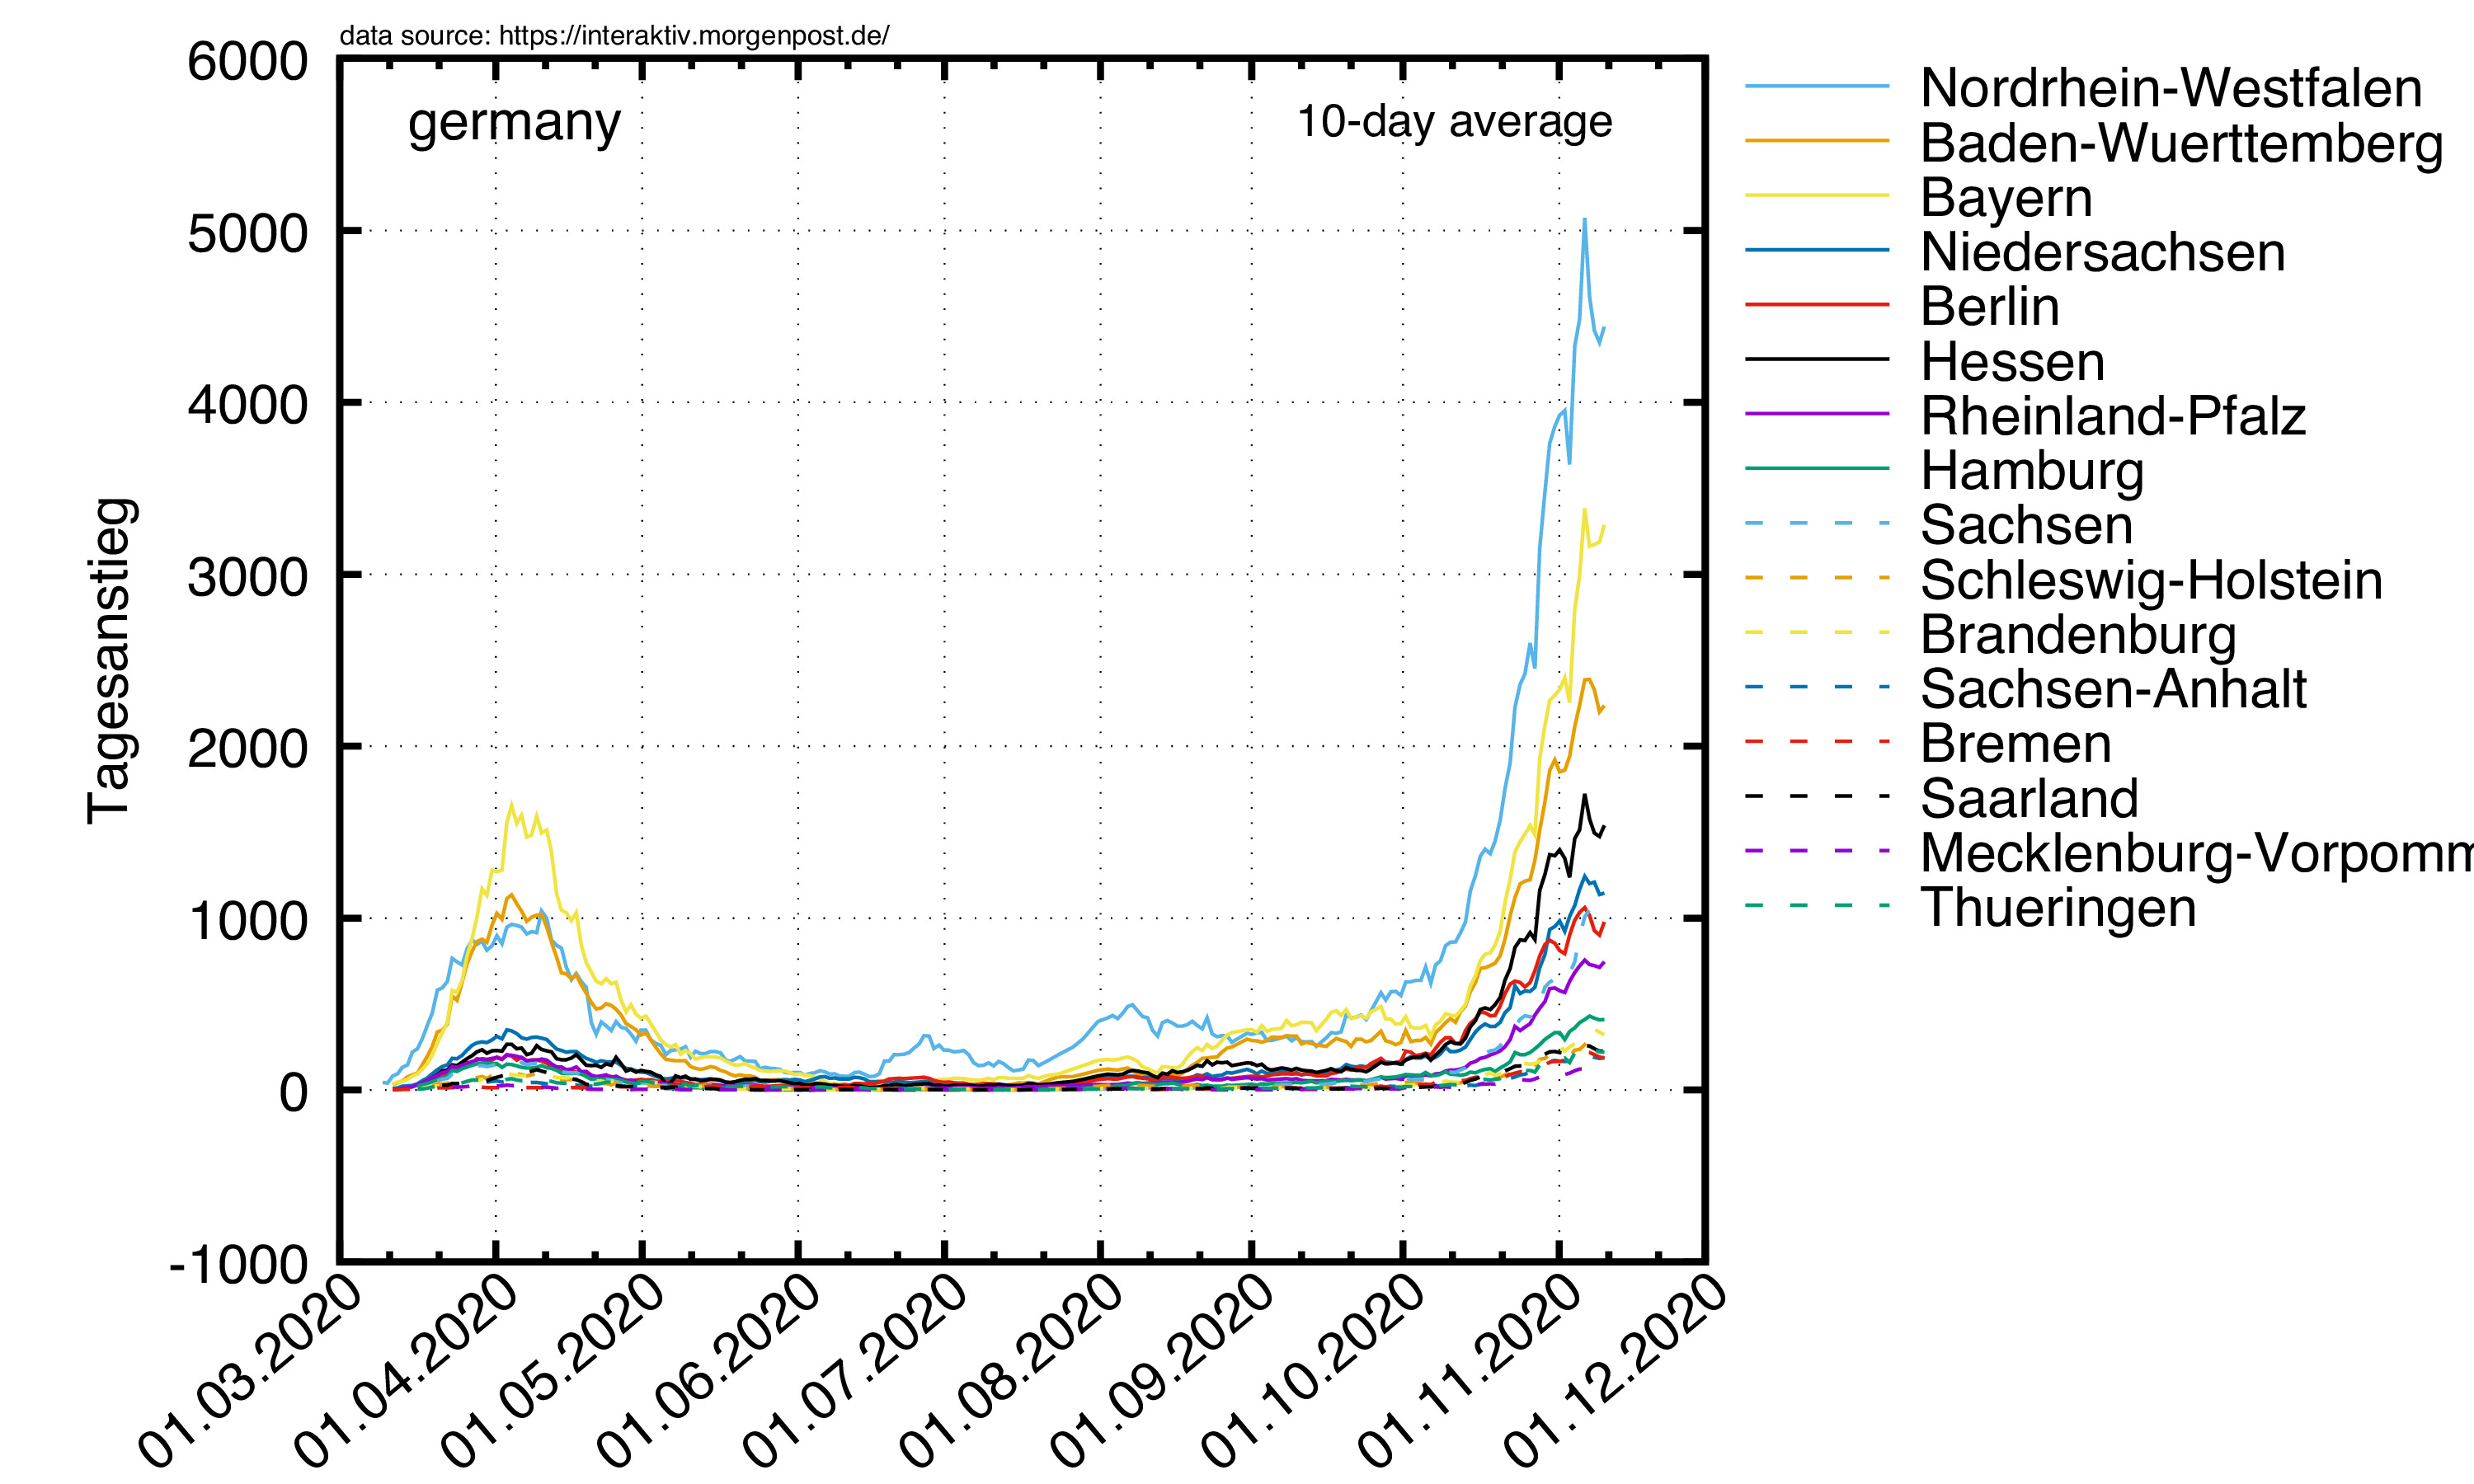 data source: https://interaktiv.morgenpost.de/
germany
10-day average
Tagesanstieg
6000
5000
4000
3000
2000
1000
0
-1000
01.03.2020
01.04.2020
01.05.2020
01.06.2020
01.07.2020
01.08.2020
01.09.2020
01.10.2020
01.11.2020
01.12.2020
Nordrhein-Westfalen
Baden-Wuerttemberg
Bayern
Niedersachsen
Berlin
Hessen
Rheinland-Pfalz
Hamburg
Sachsen
Schleswig-Holstein
Brandenburg
Sachsen-Anhalt
Bremen
Saarland
Mecklenburg-Vorpomm
Thueringen